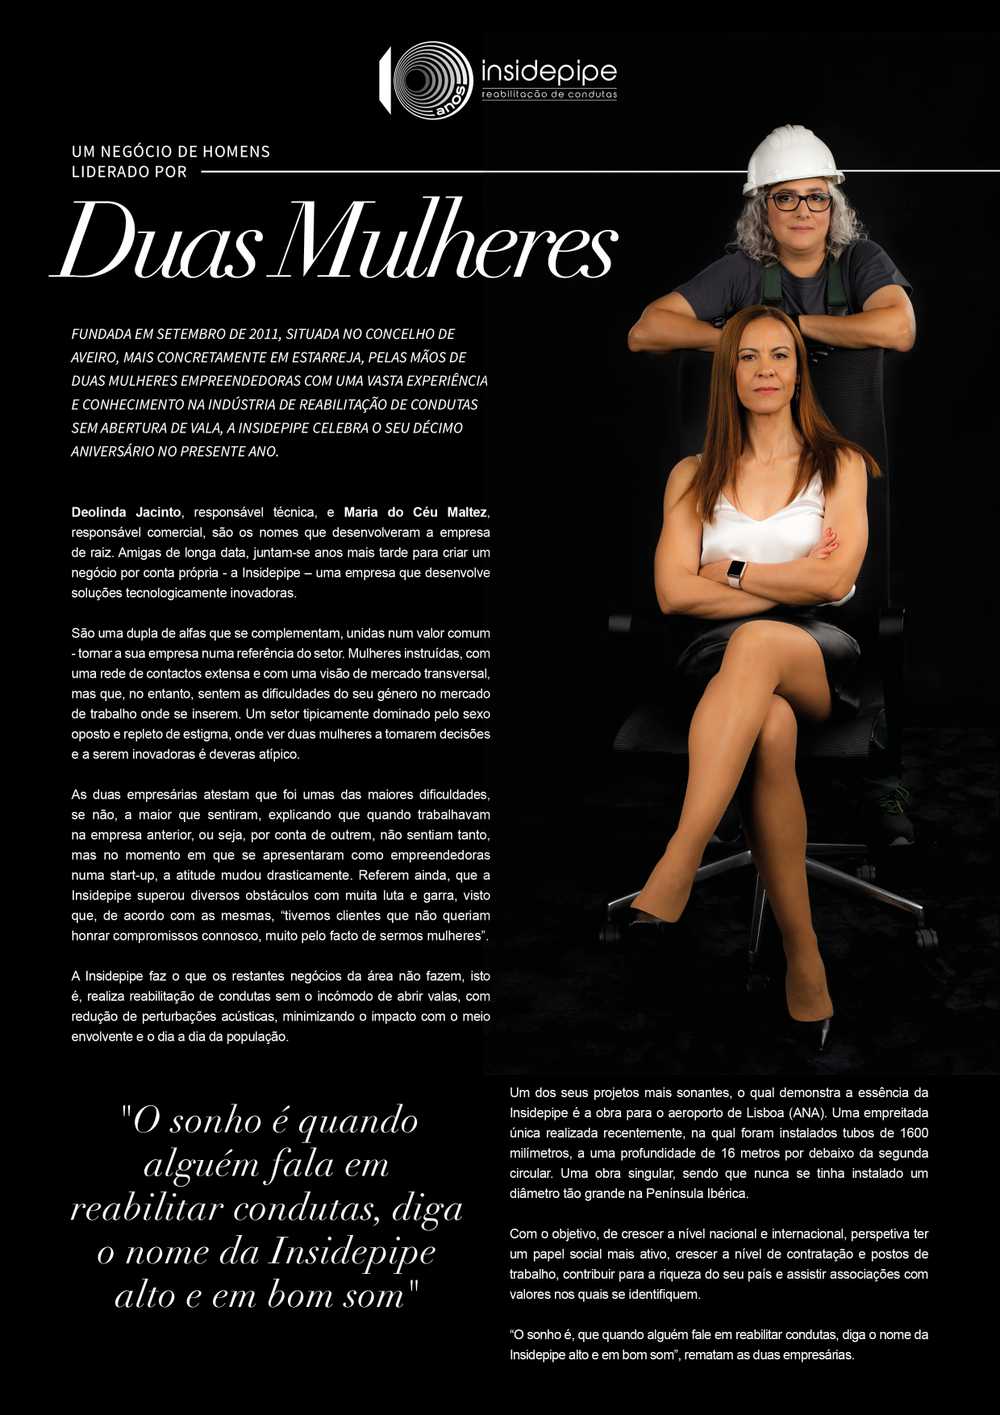 10 anos
insidepipe
reabilitação de condutas
UM NEGÓCIO DE HOMENS
LIDERADO POR
Duas Mulheres
FUNDADA EM SETEMBRO DE 2011, SITUADA NO CONCELHO DE
AVEIRO, MAIS CONCRETAMENTE EM ESTARREJA, PELAS MÃOS DE
DUAS MULHERES EMPREENDEDORAS COM UMA VASTA EXPERIÊNCIA
E CONHECIMENTO NA INDÚSTRIA DE REABILITAÇÃO DE CONDUTAS
SEM ABERTURA DE VALA, A INSIDEPIPE CELEBRA O SEU DÉCIMO
ANIVERSÁRIO NO PRESENTE ANO.
Deolinda Jacinto, responsável técnica, e Maria do Céu Maltez,
responsável comercial, são os nomes que desenvolveram a empresa
de raiz. Amigas de longa data, juntam-se anos mais tarde para criar um
negócio por conta própria - a Insidepipe – uma empresa que desenvolve
soluções tecnologicamente inovadoras.
São uma dupla de alfas que se complementam, unidas num valor comum
- tornar a sua empresa numa referência do setor. Mulheres instruídas, com
uma rede de contactos extensa e com uma visão de mercado transversal,
mas que, no entanto, sentem as dificuldades do seu género no mercado
de trabalho onde se inserem. Um setor tipicamente dominado pelo sexo
oposto e repleto de estigma, onde ver duas mulheres a tomarem decisões
e a serem inovadoras é deveras atípico.
As duas empresárias atestam que foi umas das maiores dificuldades,
se não, a maior que sentiram, explicando que quando trabalhavam
na empresa anterior, ou seja, por conta de outrem, não sentiam tanto,
mas no momento em que se apresentaram como empreendedoras
numa start-up, a atitude mudou drasticamente. Referem ainda, que a
Insidepipe superou diversos obstáculos com muita luta e garra, visto
que, de acordo com as mesmas, “tivemos clientes que não queriam
honrar compromissos connosco, muito pelo facto de sermos mulheres”.
A Insidepipe faz o que os restantes negócios da área não fazem, isto
é, realiza reabilitação de condutas sem o incómodo de abrir valas, com
redução de perturbações acústicas, minimizando o impacto com o meio
envolvente e o dia a dia da população.
"O sonho é quando
alguém fala em
reabilitar condutas, diga
o nome da Insidepipe
alto e em bom som"
Um dos seus projetos mais sonantes, o qual demonstra a essência da
Insidepipe é a obra para o aeroporto de Lisboa (ANA). Uma empreitada
única realizada recentemente, na qual foram instalados tubos de 1600
milímetros, a uma profundidade de 16 metros por debaixo da segunda
circular. Uma obra singular, sendo que nunca se tinha instalado um
diâmetro tão grande na Península Ibérica.
Com o objetivo, de crescer a nível nacional e internacional, perspetiva ter
um papel social mais ativo, crescer a nível de contratação e postos de
trabalho, contribuir para a riqueza do seu país e assistir associações com
valores nos quais se identifiquem.
“O sonho é, que quando alguém fale em reabilitar condutas, diga o nome da
Insidepipe alto e em bom som”, rematam as duas empresárias.